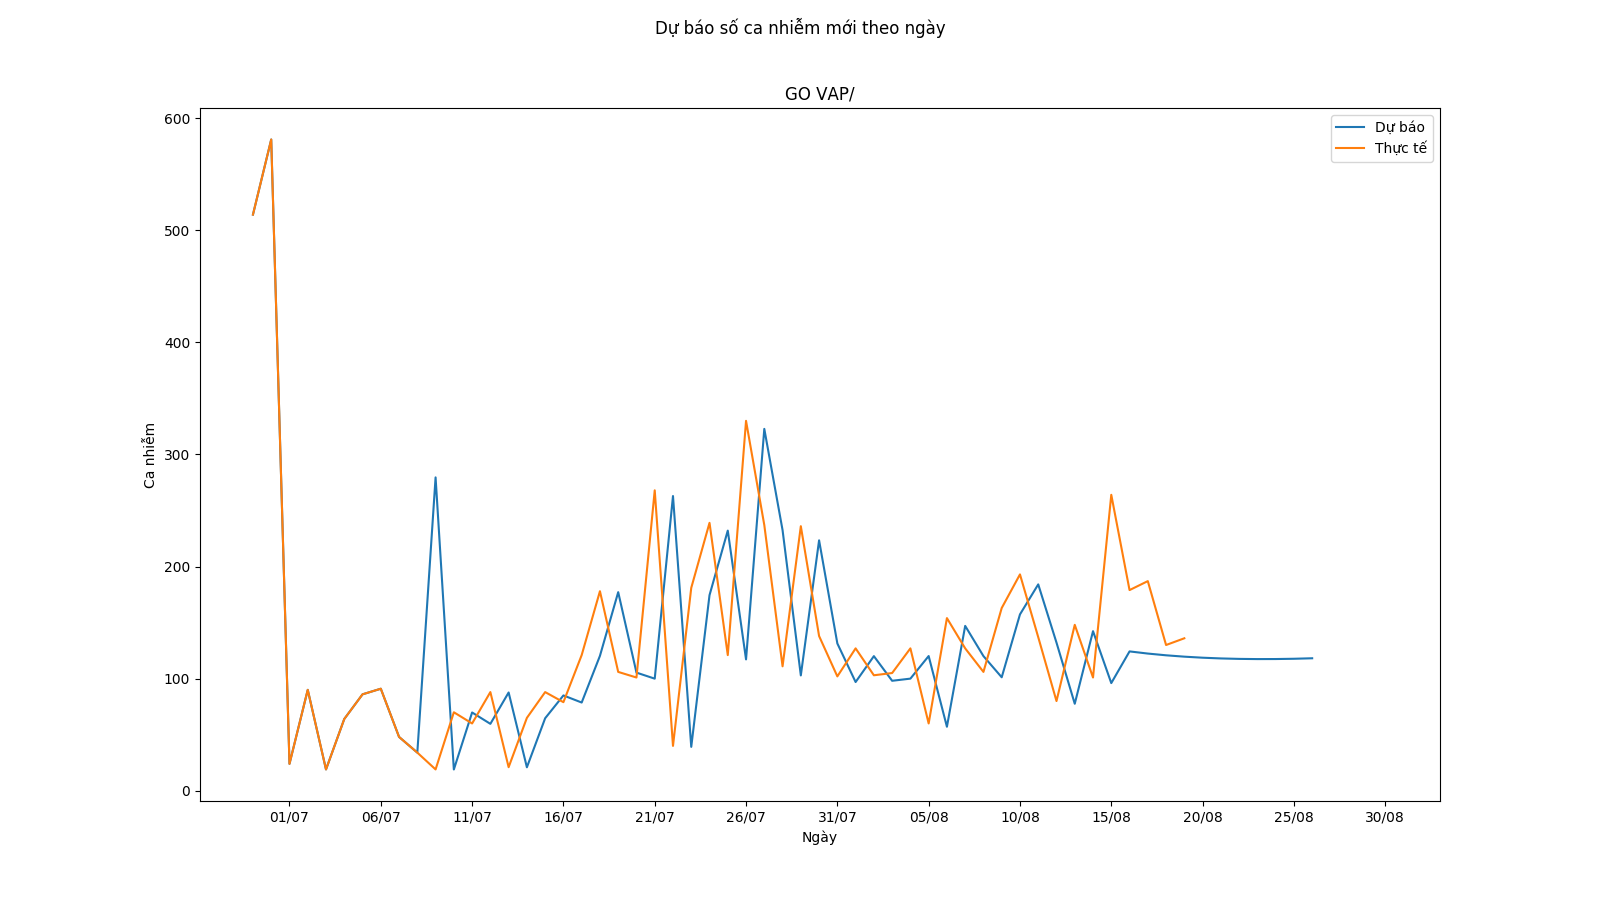 Dự báo số ca nhiễm mới theo ngày
GO VAP/
Dự báo
Thực tế
600
500
400
300
200
100
0
Ca nhiễm
01/07 06/07 11/07 16/07 21/07 26/07 31/07 05/08 10/08 15/08 20/08 25/08 30/08
Ngày